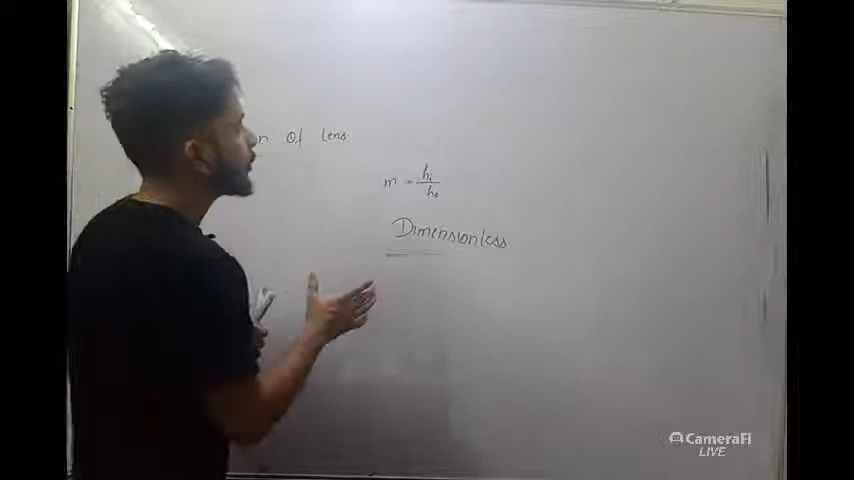 n Of Lens
m = hi/ho
Dimensionless
CameraFi
LIVE